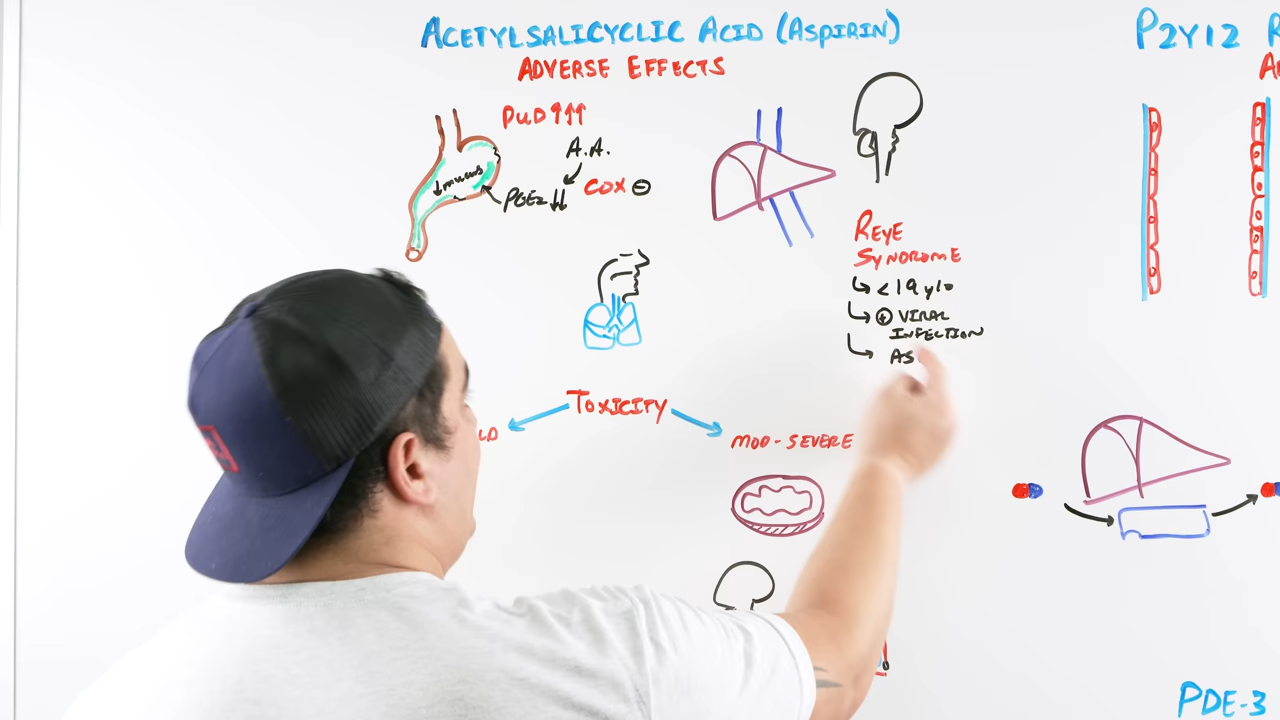 ACETYLSALICYCLIC ACID (ASPIRIN)
ADVERSE EFFECTS
PUD↑↑↑
A.A.
↓mucus
PGE2↓↓
COX ⊖
REYE
SYNDROME
↳ <19 y/o
↳ ⊕ VIRAL
INFECTION
↳ AS
TOXICITY
LD
MOD-SEVERE
P2Y12 R
A
PDE-3